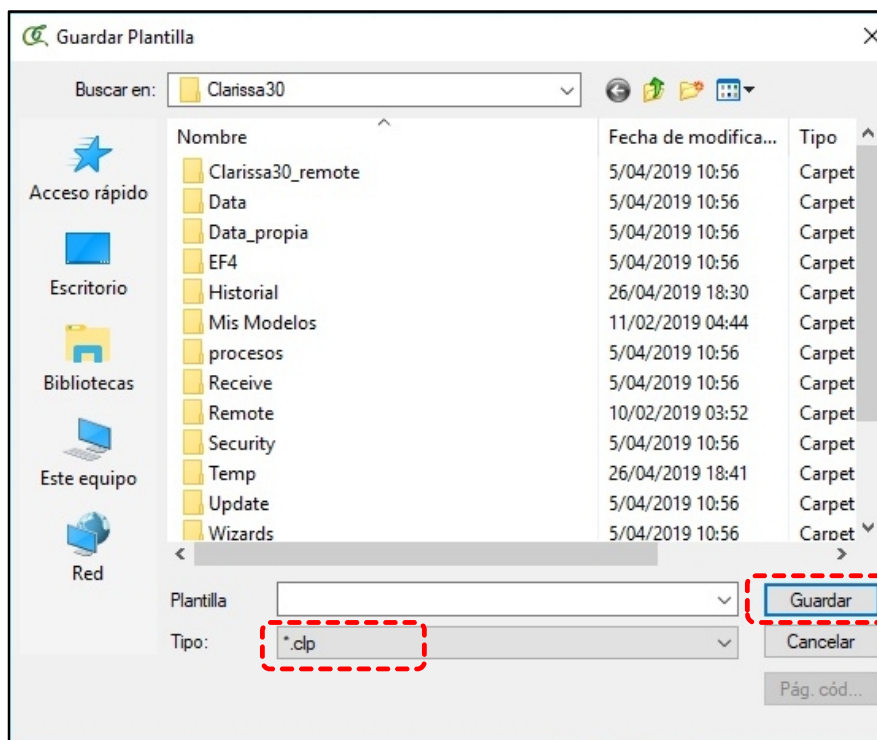 Guardar Plantilla
Buscar en: Clarissa30
Nombre Fecha de modifica... Tipo
Clarissa30_remote 5/04/2019 10:56 Carpet
Data 5/04/2019 10:56 Carpet
Data_propia 5/04/2019 10:56 Carpet
EF4 5/04/2019 10:56 Carpet
Historial 26/04/2019 18:30 Carpet
Mis Modelos 11/02/2019 04:44 Carpet
procesos 5/04/2019 10:56 Carpet
Receive 5/04/2019 10:56 Carpet
Remote 10/02/2019 03:52 Carpet
Security 5/04/2019 10:56 Carpet
Temp 26/04/2019 18:41 Carpet
Update 5/04/2019 10:56 Carpet
Wizards 5/04/2019 10:56 Carpet
Acceso rápido
Escritorio
Bibliotecas
Este equipo
Red
Plantilla Guardar
Tipo: *.clp Cancelar
Pág. cód...